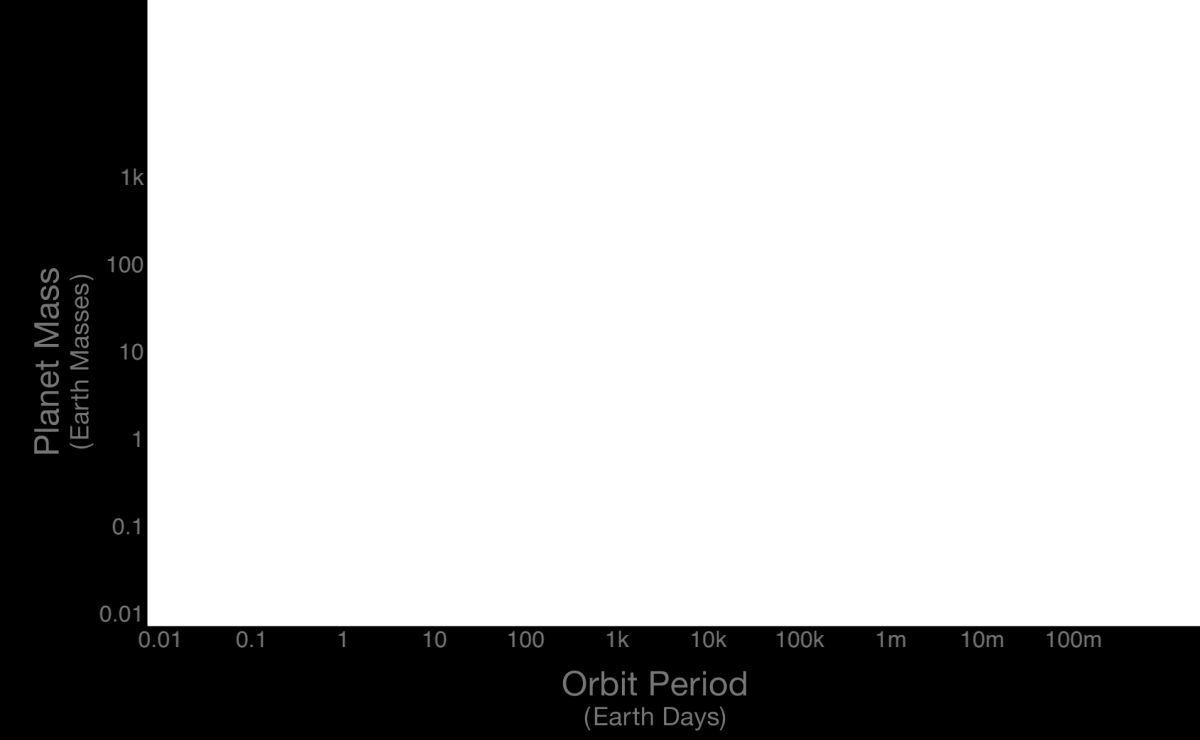 1k
100
10
1
0.1
0.01
Planet Mass
(Earth Masses)
0.01 0.1 1 10 100 1k 10k 100k 1m 10m 100m
Orbit Period
(Earth Days)